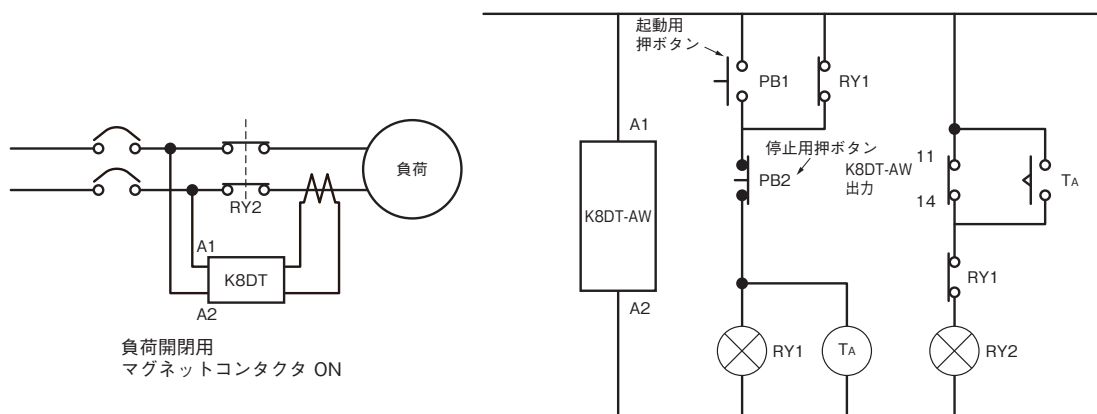 負荷
RY2
A1
K8DT
A2
負荷開閉用
マグネットコンタクタ ON
起動用
押ボタン
PB1
RY1
A1
停止用押ボタン
PB2
K8DT-AW
出力
11
14
TA
K8DT-AW
RY1
A2
RY1
TA
RY2